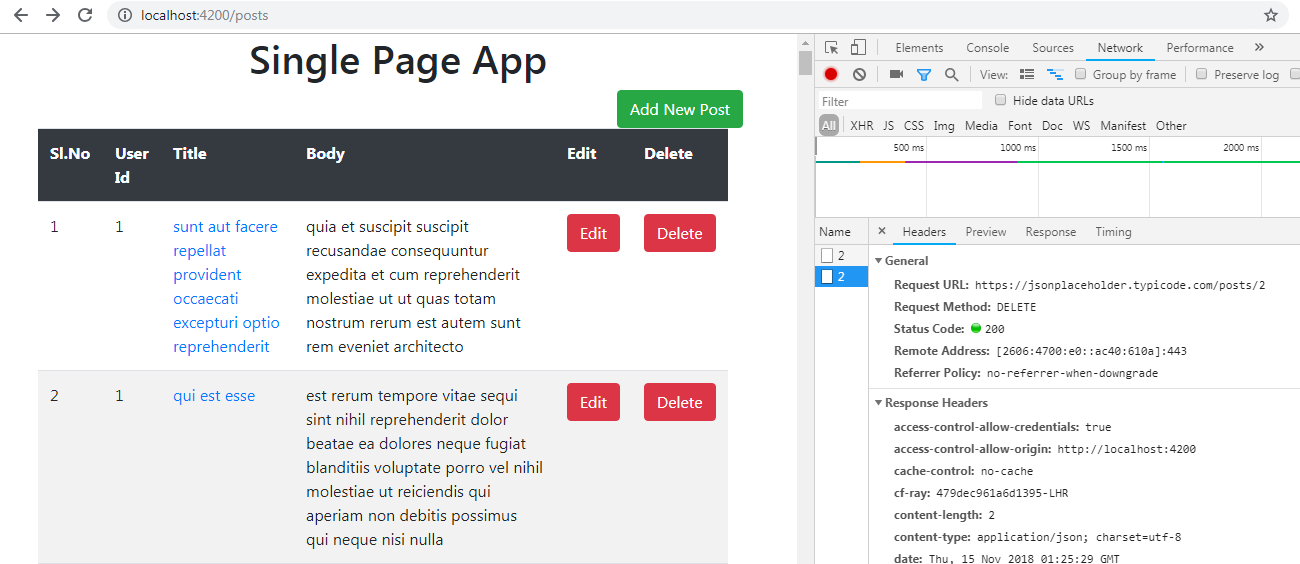 localhost:4200/posts
Single Page App
Add New Post
Sl.No User Id Title Body Edit Delete
1 1 sunt aut facere repellat provident occaecati excepturi optio reprehenderit
quia et suscipit suscipit
recusandae consequuntur
expedita et cum reprehenderit
molestiae ut ut quas totam
nostrum rerum est autem sunt
rem eveniet architecto
Edit Delete
2 1 qui est esse
est rerum tempore vitae sequi
sint nihil reprehenderit dolor
beatae ea dolores neque fugiat
blanditiis voluptate porro vel nihil
molestiae ut reiciendis qui
aperiam non debitis possimus
qui neque nisi nulla
Edit Delete
Elements Console Sources Network Performance »
View: Group by frame Preserve log
Filter Hide data URLs
All XHR JS CSS Img Media Font Doc WS Manifest Other
500 ms 1000 ms 1500 ms 2000 ms
Name × Headers Preview Response Timing
2
2
General
Request URL: https://jsonplaceholder.typicode.com/posts/2
Request Method: DELETE
Status Code: 200
Remote Address: [2606:4700:e0::ac40:610a]:443
Referrer Policy: no-referrer-when-downgrade
Response Headers
access-control-allow-credentials: true
access-control-allow-origin: http://localhost:4200
cache-control: no-cache
cf-ray: 479dec961a6d1395-LHR
content-length: 2
content-type: application/json; charset=utf-8
date: Thu, 15 Nov 2018 01:25:29 GMT